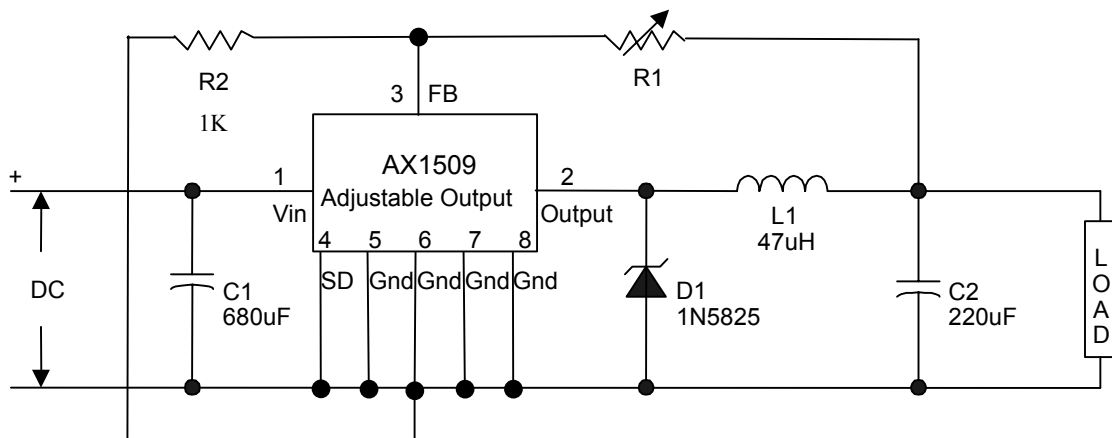 R2
1K
R1
3 FB
AX1509
Adjustable Output
1
Vin
2
Output
4 5 6 7 8
SD Gnd Gnd Gnd Gnd
+
DC
C1
680uF
D1
1N5825
L1
47uH
C2
220uF
LOAD